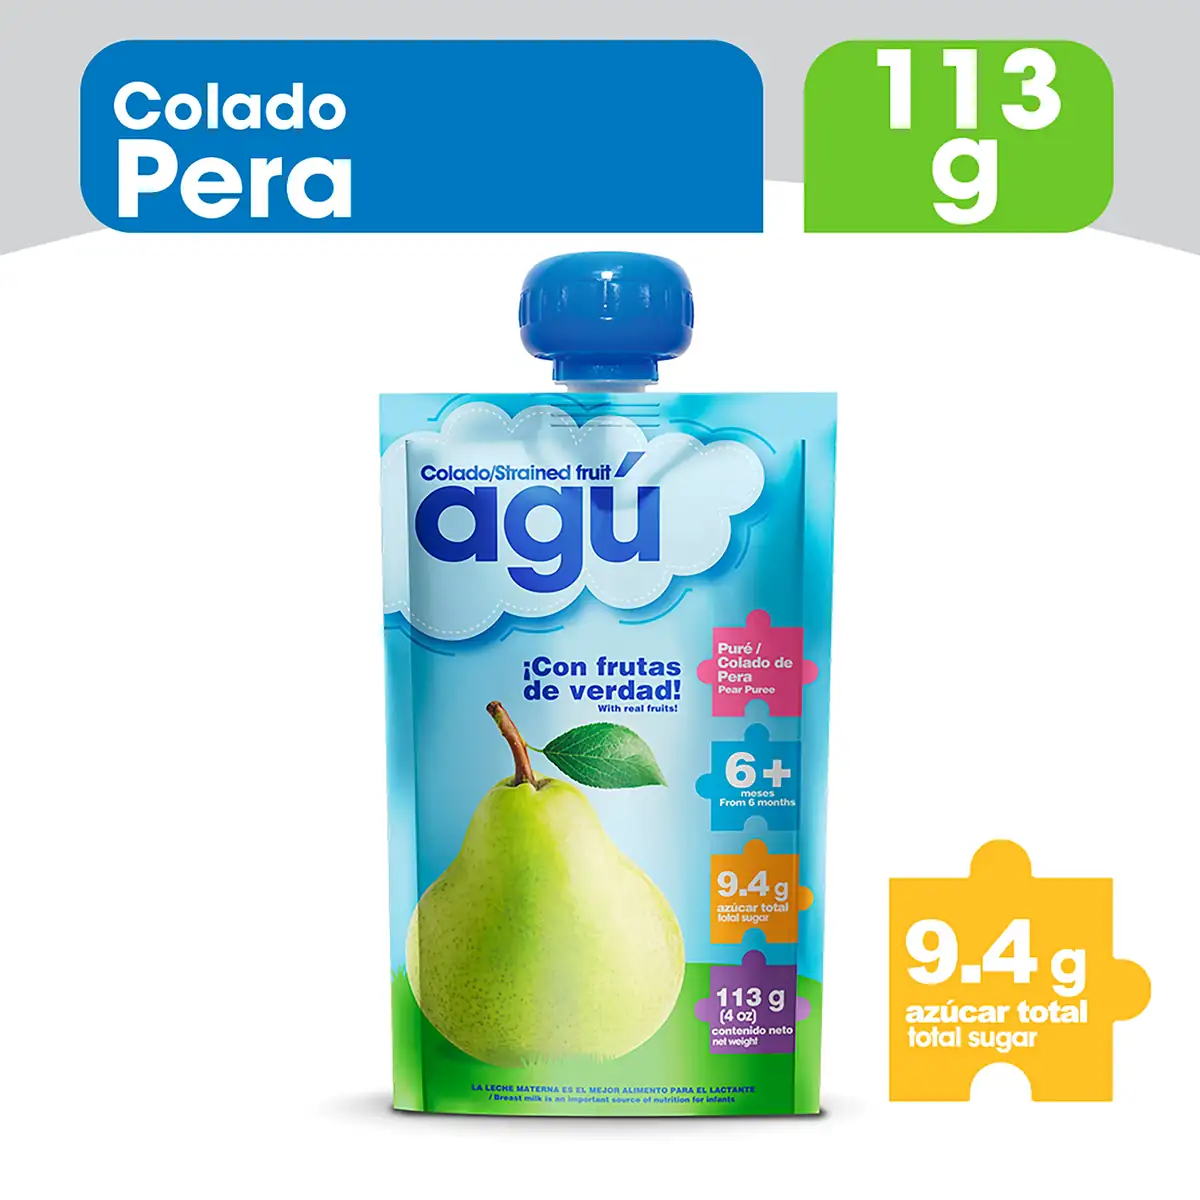 Colado
Pera
113
g
Colado/Strained fruit
agú
¡Con frutas
de verdad!
With real fruits!
Puré /
Colado de
Pera
Pear Puree
6+
meses
From 6 months
9.4 g
azúcar total
total sugar
113 g
(4 oz)
contenido neto
net weight
LA LECHE MATERNA ES EL MEJOR ALIMENTO PARA EL LACTANTE
/ Breast milk is an important source of nutrition for infants
9.4 g
azúcar total
total sugar